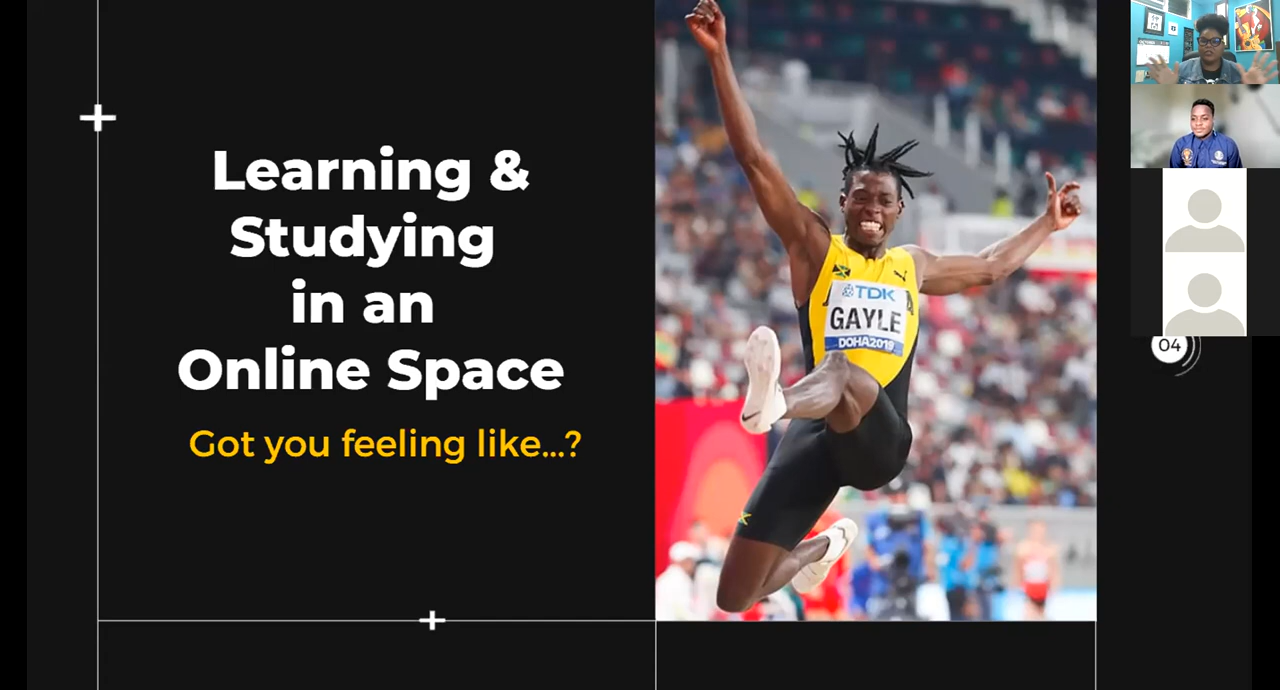 Learning &
Studying
in an
Online Space
Got you feeling like...?
TDK
GAYLE
DOHA2019
04